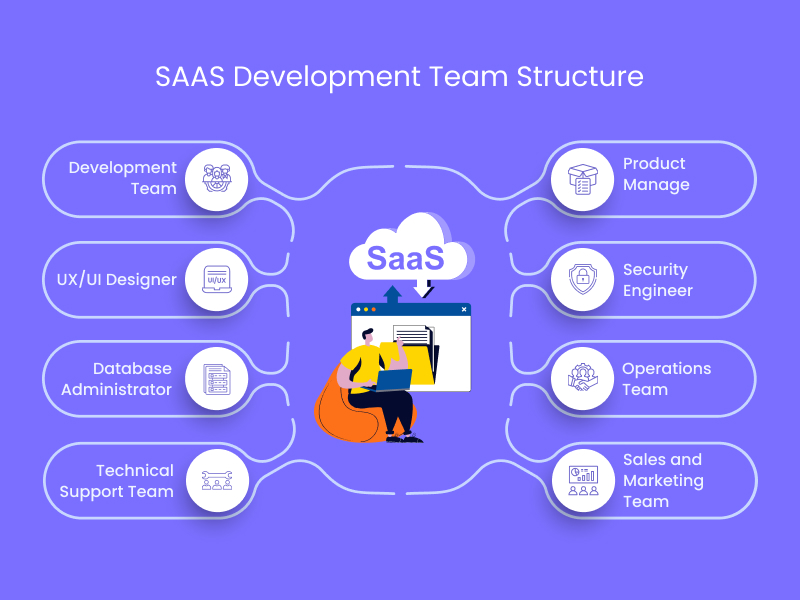 SAAS Development Team Structure
Development
Team
UX/UI Designer
UI/UX
Database
Administrator
Technical
Support Team
SaaS
Product
Manage
Security
Engineer
Operations
Team
Sales and
Marketing
Team